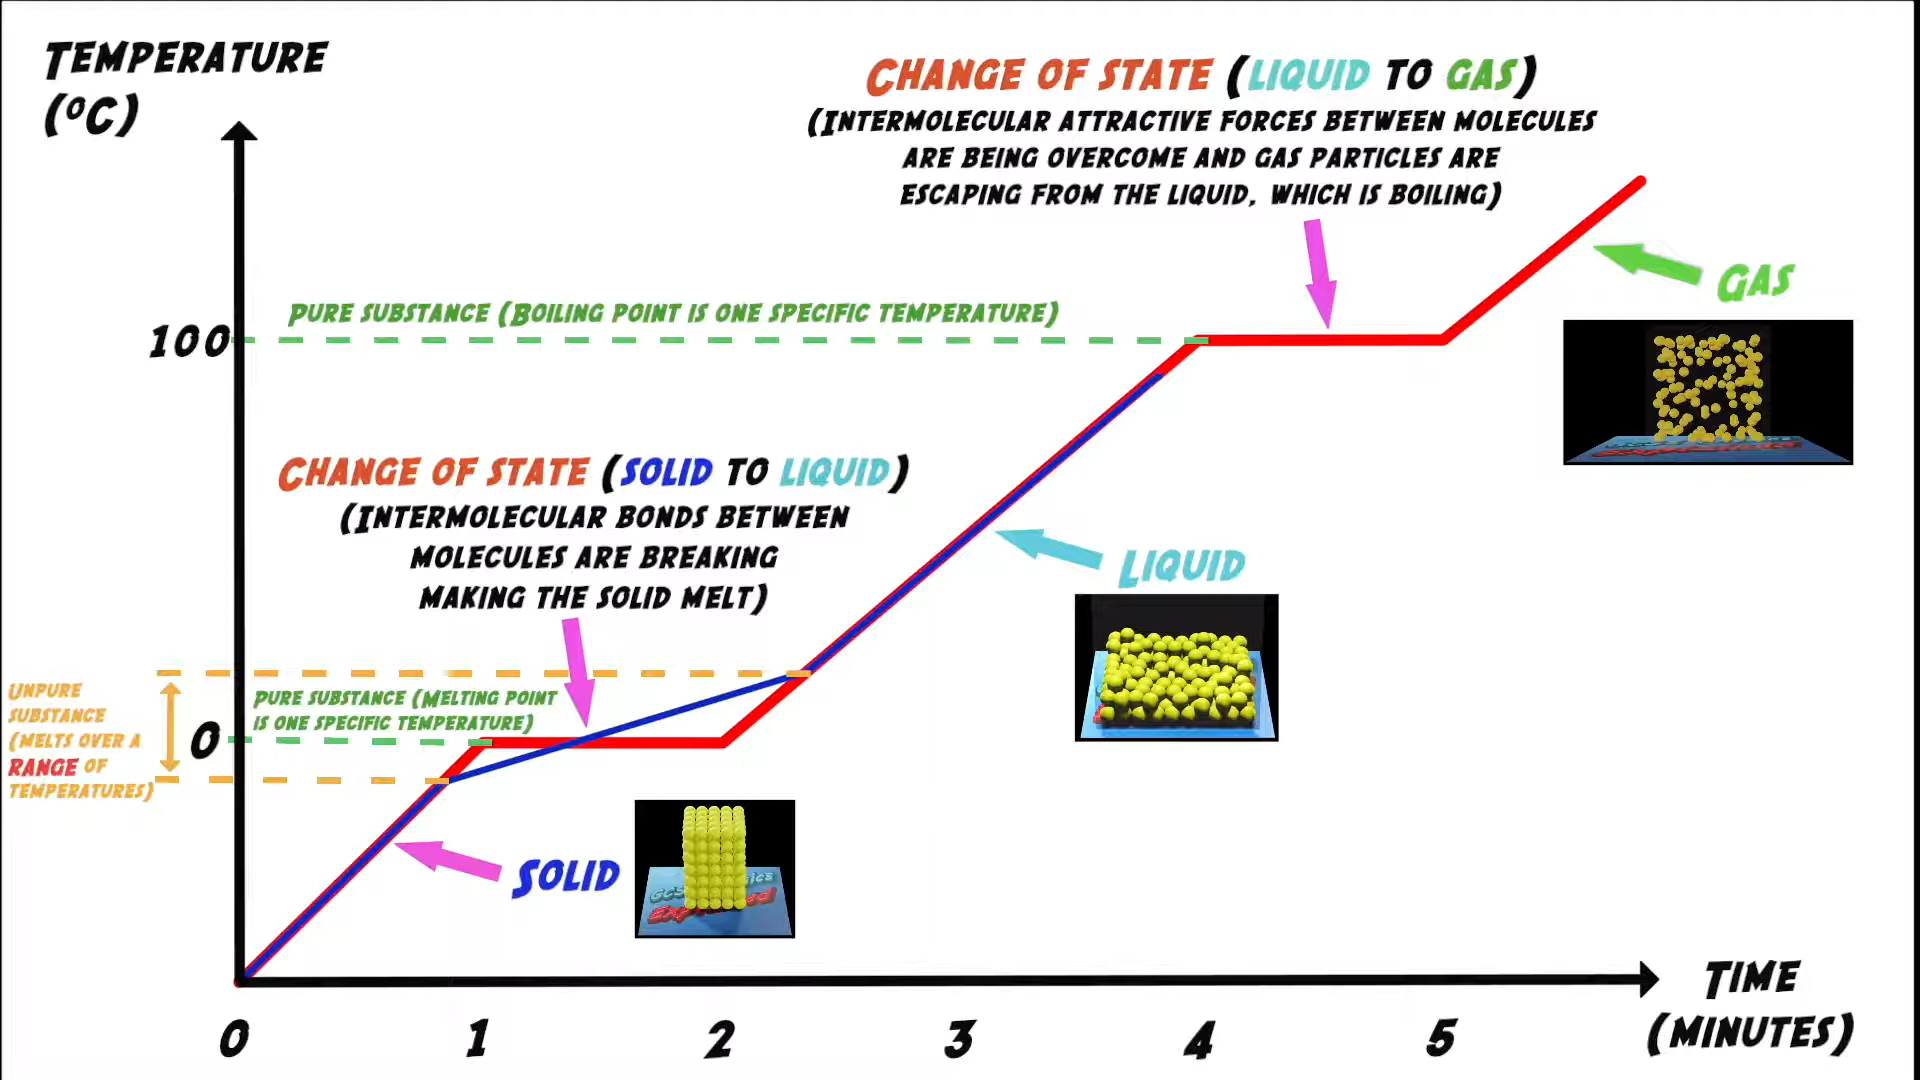 Temperature
(°C)
Change of state (liquid to gas)
(Intermolecular attractive forces between molecules
are being overcome and gas particles are
escaping from the liquid, which is boiling)
Gas
Pure substance (Boiling point is one specific temperature)
100
Change of state (solid to liquid)
(Intermolecular bonds between
molecules are breaking
making the solid melt)
Liquid
Unpure
substance
(melts over a
range of
temperatures)
Pure substance (Melting point
is one specific temperature)
0
Solid
Time
(minutes)
0 1 2 3 4 5